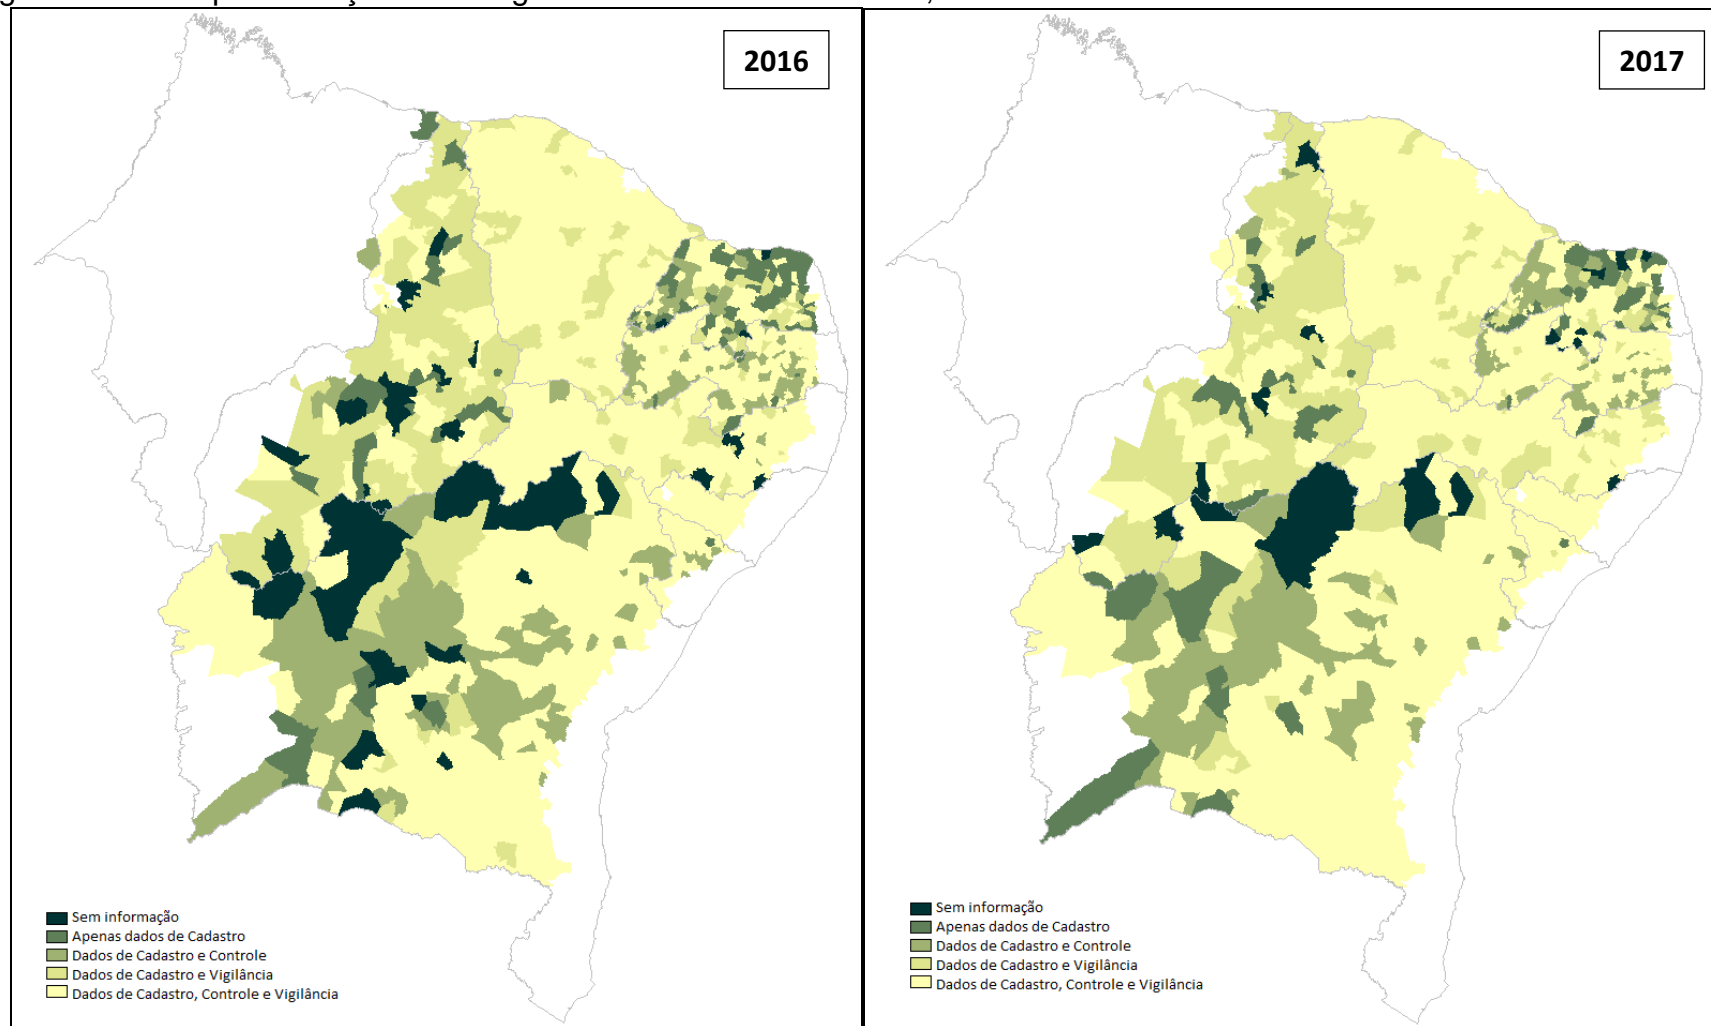 2016
2017
Sem informação
Apenas dados de Cadastro
Dados de Cadastro e Controle
Dados de Cadastro e Vigilância
Dados de Cadastro, Controle e Vigilância
Sem informação
Apenas dados de Cadastro
Dados de Cadastro e Controle
Dados de Cadastro e Vigilância
Dados de Cadastro, Controle e Vigilância